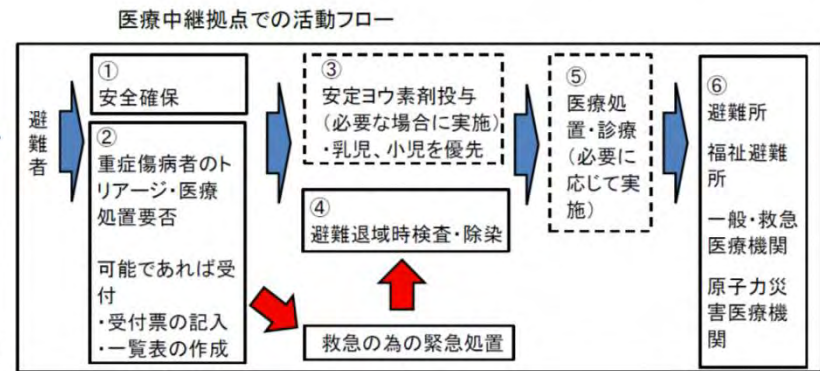 医療中継拠点での活動フロー
避難者
①
安全確保
②
重症傷病者のト
リアージ・医療
処置要否
可能であれば受
付
・受付票の記入
・一覧表の作成
③
安定ヨウ素剤投与
(必要な場合に実施)
・乳児、小児を優先
④
避難退域時検査・除染
救急の為の緊急処置
⑤
医療処
置・診療
(必要に
応じて実
施)
⑥
避難所
福祉避難
所
一般・救急
医療機関
原子力災
害医療機
関